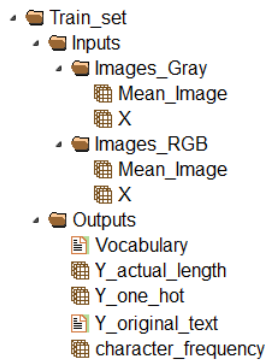 Train_set
Inputs
Images_Gray
Mean_Image
X
Images_RGB
Mean_Image
X
Outputs
Vocabulary
Y_actual_length
Y_one_hot
Y_original_text
character_frequency